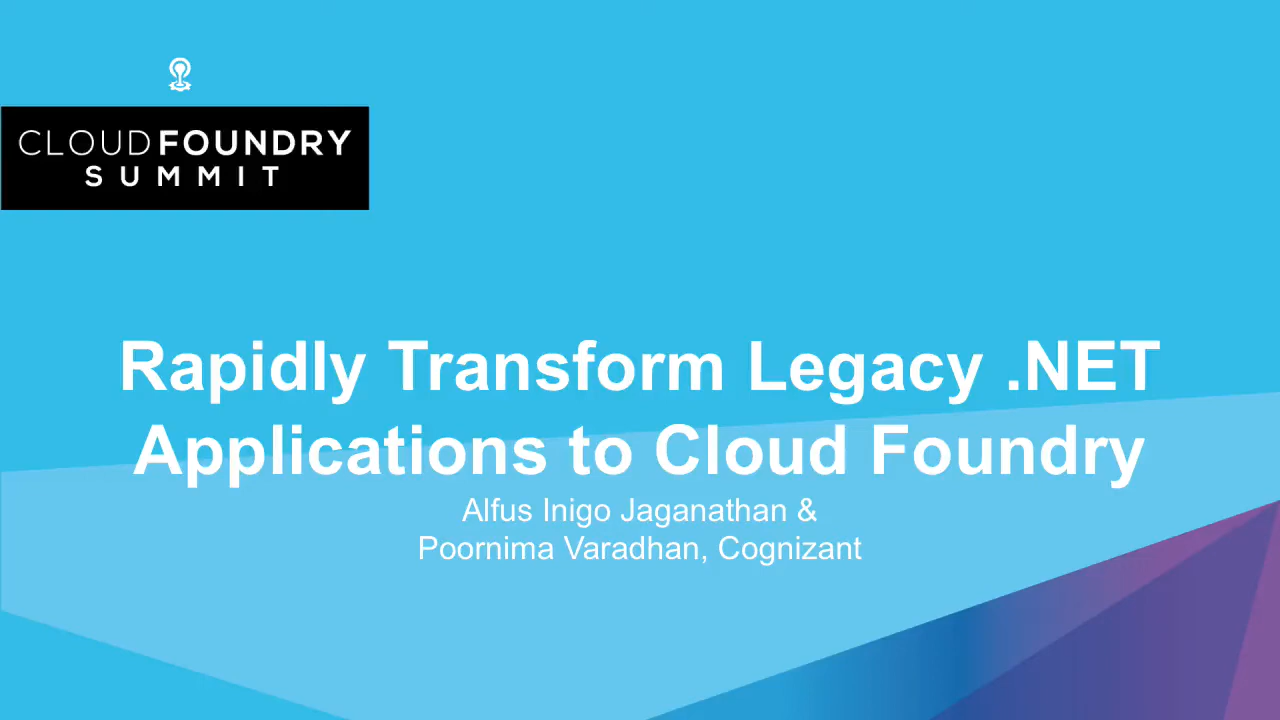 CLOUD FOUNDRY
SUMMIT
Rapidly Transform Legacy .NET
Applications to Cloud Foundry
Alfus Inigo Jaganathan &
Poornima Varadhan, Cognizant